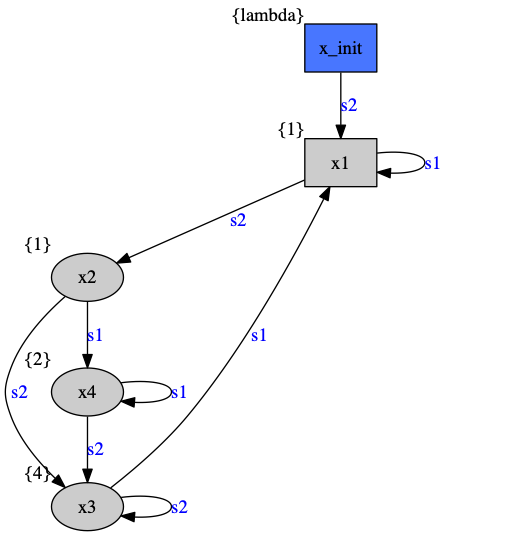 {lambda}
x_init
s2
{1}
x1
s1
s2
{1}
x2
s1
s1
{2}
x4
s1
s2
s2
{4}
x3
s2